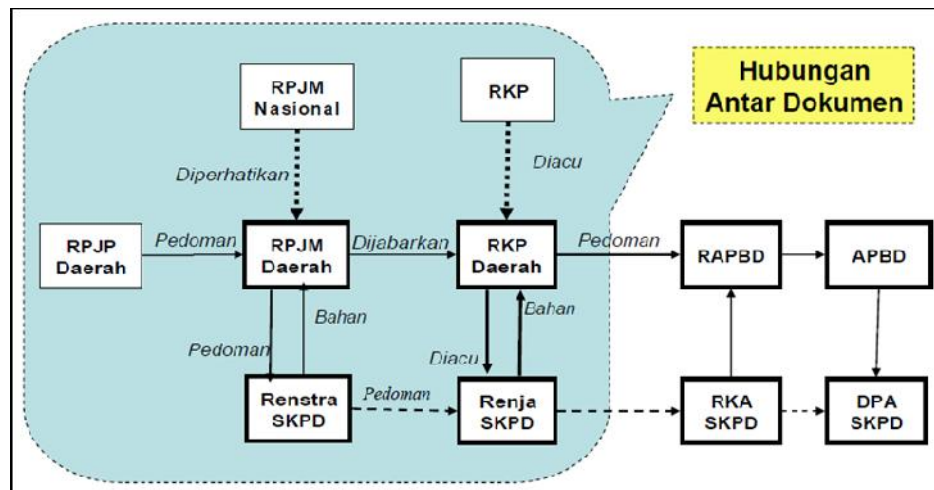 RPJM
Nasional
RKP
Hubungan
Antar Dokumen
Diperhatikan
Diacu
RPJP
Daerah
Pedoman
RPJM
Daerah
Dijabarkan
RKP
Daerah
Pedoman
RAPBD
APBD
Pedoman
Bahan
Diacu
Bahan
Renstra
SKPD
Pedoman
Renja
SKPD
RKA
SKPD
DPA
SKPD